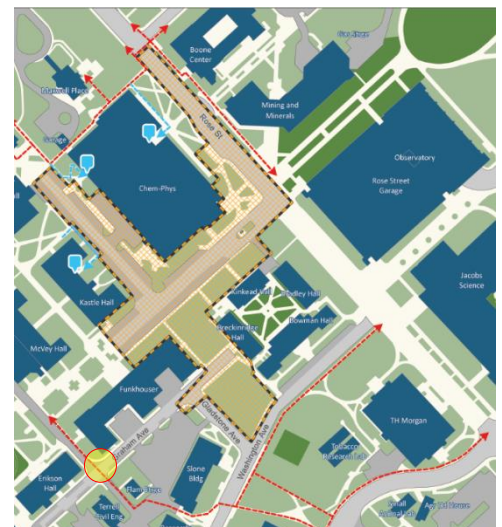 Boone
Center
Maxwell Place
Garage
Rose St
Mining and
Minerals
Observatory
Rose Street
Garage
Chem-Phys
Jacobs
Science
Kastle Hall
Kinkead Hall
Bradley Hall
Breckinridge
Hall
Bowman Hall
McVey Hall
Funkhouser
Gladstone Ave
Washington Ave
Graham Ave
TH Morgan
Tobacco
Research Lab
Slone
Bldg
Erikson
Hall
Terrell
Civil Eng